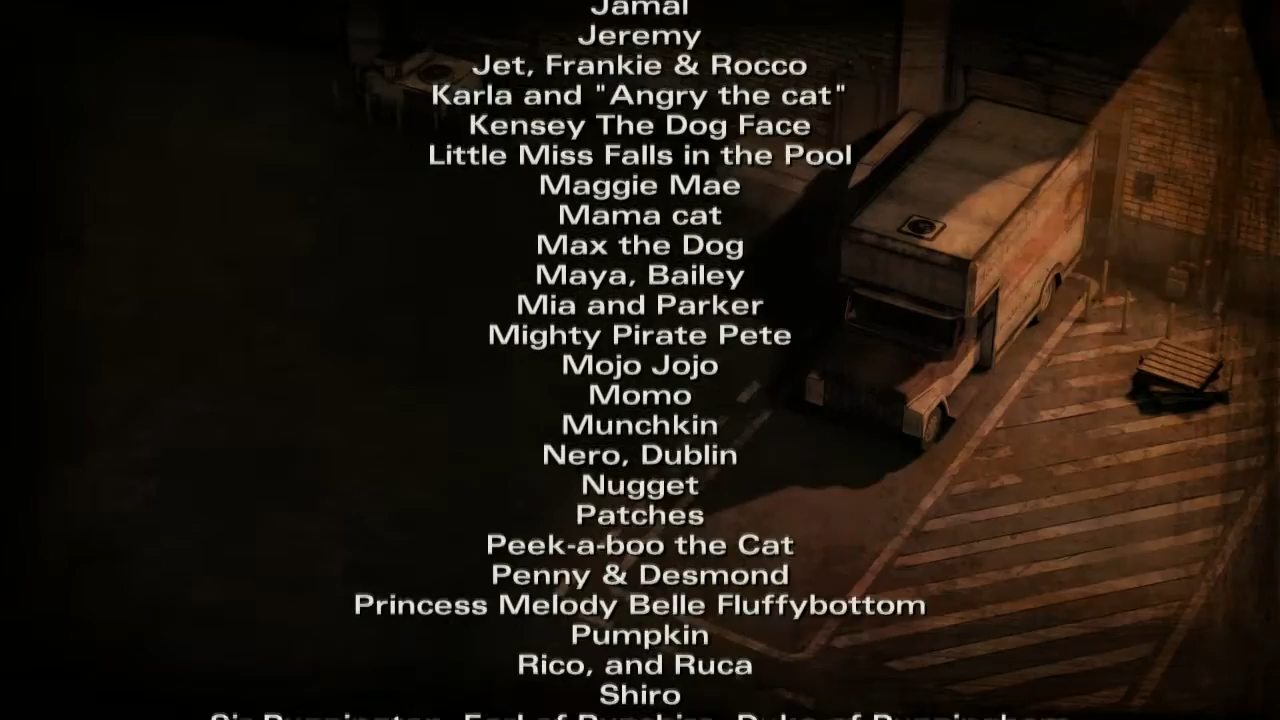 Jamal
Jeremy
Jet, Frankie & Rocco
Karla and "Angry the cat"
Kensey The Dog Face
Little Miss Falls in the Pool
Maggie Mae
Mama cat
Max the Dog
Maya, Bailey
Mia and Parker
Mighty Pirate Pete
Mojo Jojo
Momo
Munchkin
Nero, Dublin
Nugget
Patches
Peek-a-boo the Cat
Penny & Desmond
Princess Melody Belle Fluffybottom
Pumpkin
Rico, and Ruca
Shiro